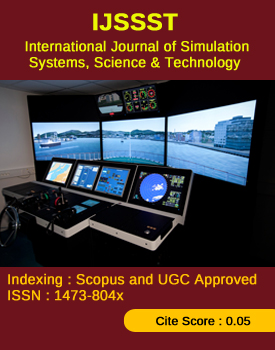 IJSSST
International Journal of Simulation
Systems, Science & Technology
Indexing : Scopus and UGC Approved
ISSN : 1473-804x
Cite Score : 0.05